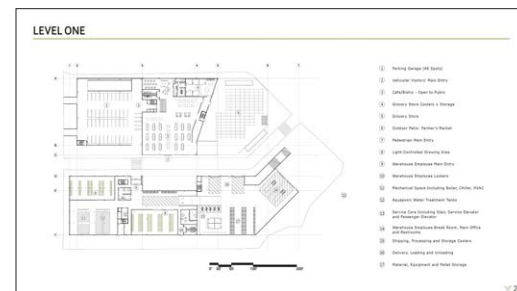 LEVEL ONE
1 Parking Garage (46 Spots)
2 Vehicular Visitors' Main Entry
3 Cafe/Bistro - Open to Public
4 Grocery Store Coolers + Storage
5 Grocery Store
6 Outdoor Patio: Farmer's Market
7 Pedestrian Main Entry
8 Light-Controlled Growing Area
9 Warehouse Employee Main Entry
10 Warehouse Employee Lockers
11 Mechanical Space Including Boiler, Chiller, HVAC
12 Aquaponic Water Treatment Tanks
13 Service Core Including Stair, Service Elevator
and Passenger Elevator
14 Warehouse Employee Break Room, Main Office
and Restrooms
15 Shipping, Processing and Storage Coolers
16 Delivery, Loading and Unloading
17 Material, Equipment and Pallet Storage